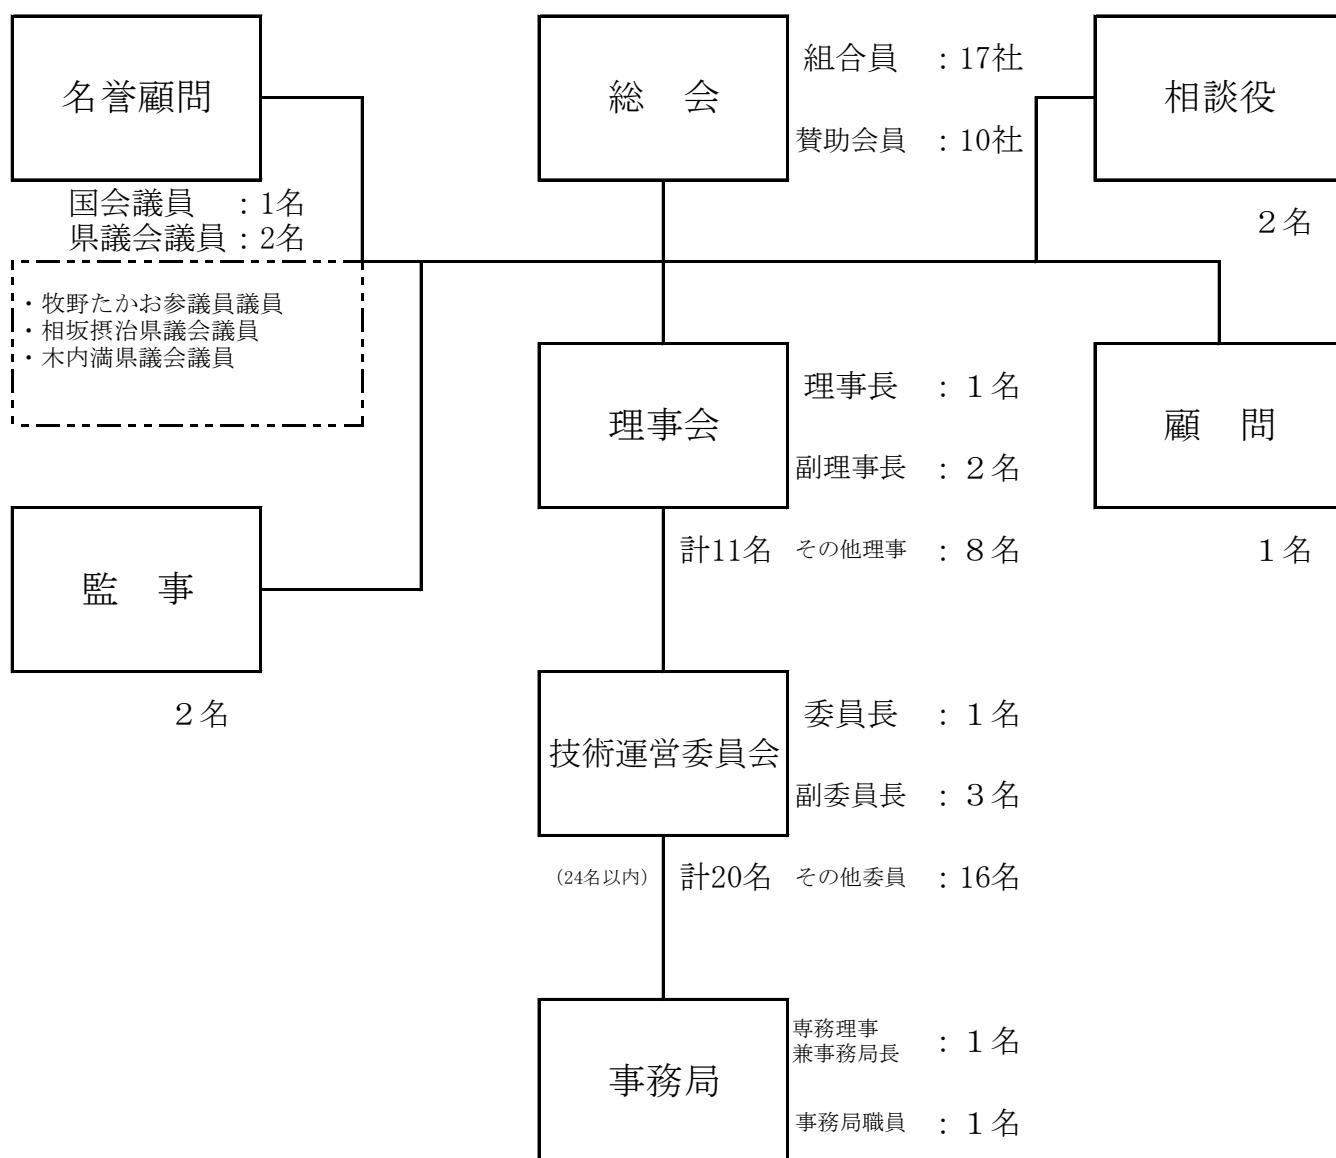 名誉顧問
国会議員　：1名
県議会議員：2名
・牧野たかお参議員議員
・相坂摂治県議会議員
・木内満県議会議員
総　会
組合員　：17社
賛助会員　：10社
相談役
２名
理事会
理事長　：１名
副理事長　：２名
計11名　その他理事　：８名
顧　問
１名
監　事
２名
技術運営委員会
委員長　：１名
副委員長　：３名
（24名以内）　計20名　その他委員　：16名
事務局
専務理事
兼事務局長　：１名
事務局職員　：１名